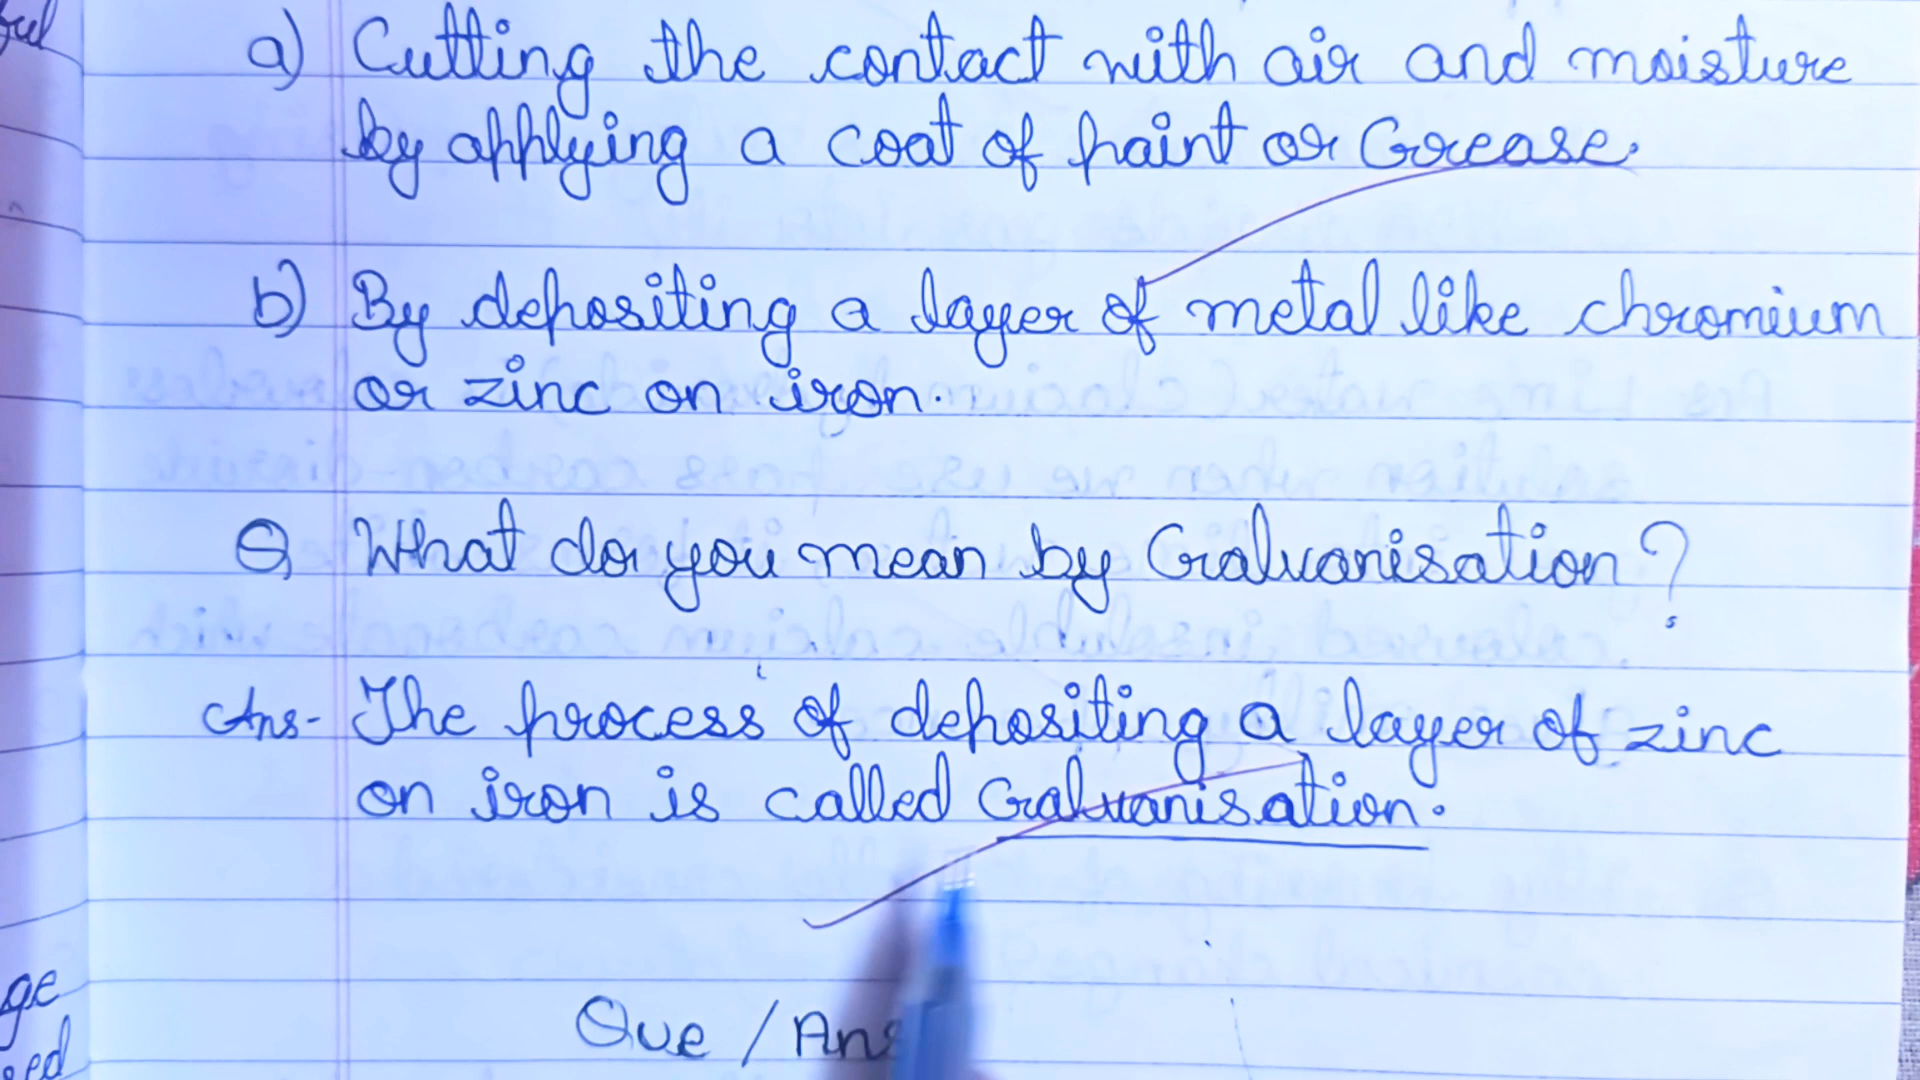 a) Cutting the contact with air and moisture
by applying a coat of paint or Grease.
b) By depositing a layer of metal like chromium
or zinc on iron.
Q What do you mean by Galvanisation?
Ans- The process of depositing a layer of zinc
on iron is called Galvanisation.
ge
Que / Ans